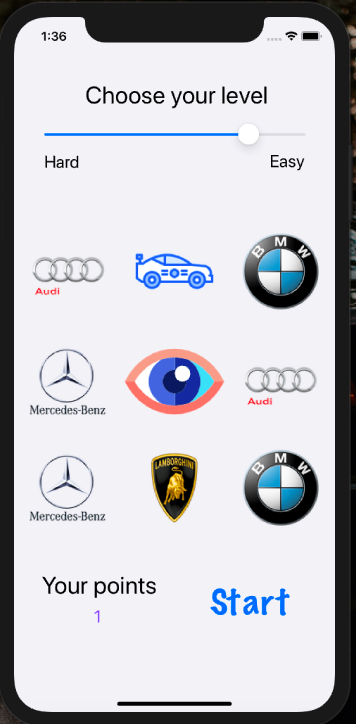 1:36
Choose your level
Hard
Easy
Audi
BMW
Mercedes-Benz
Audi
Mercedes-Benz
LAMBORGHINI
BMW
Your points
1
Start